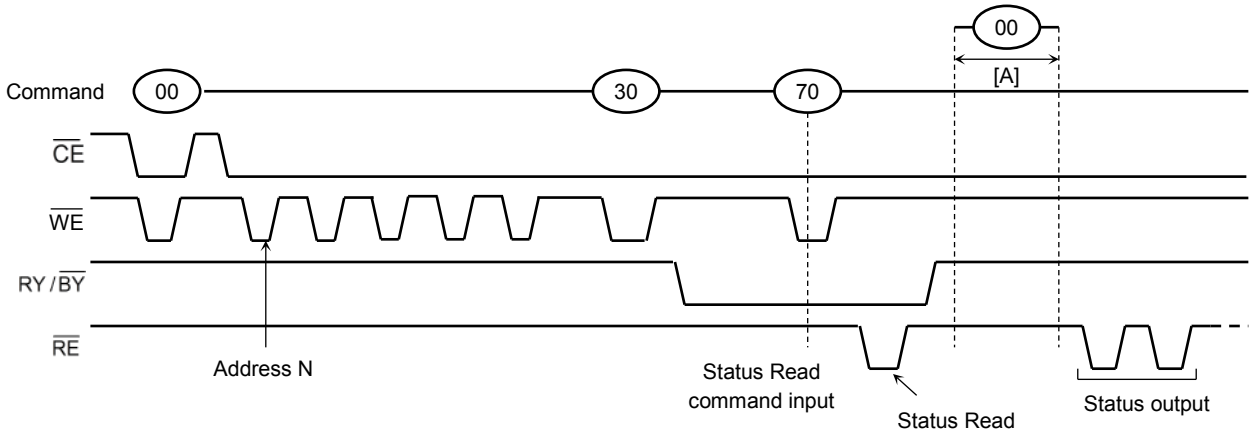 00
[A]
Command 00 30 70
CE
WE
RY / BY
RE
Address N
Status Read
command input
Status Read
Status output